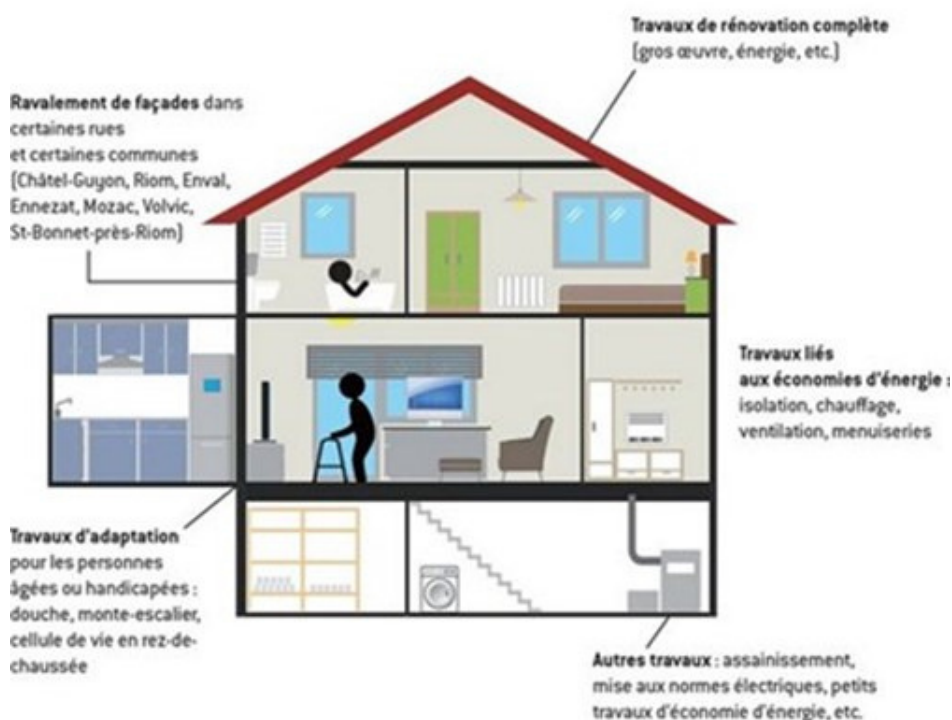 Travaux de rénovation complète
(gros œuvre, énergie, etc.)
Ravalement de façades dans
certaines rues
et certaines communes
(Châtel-Guyon, Riom, Enval,
Ennezat, Mozac, Volvic,
St-Bonnet-près-Riom)
Travaux liés
aux économies d'énergie :
isolation, chauffage,
ventilation, menuiseries
Travaux d'adaptation
pour les personnes
âgées ou handicapées :
douche, monte-escalier,
cellule de vie en rez-de-
chaussée
Autres travaux : assainissement,
mise aux normes électriques, petits
travaux d'économie d'énergie, etc.